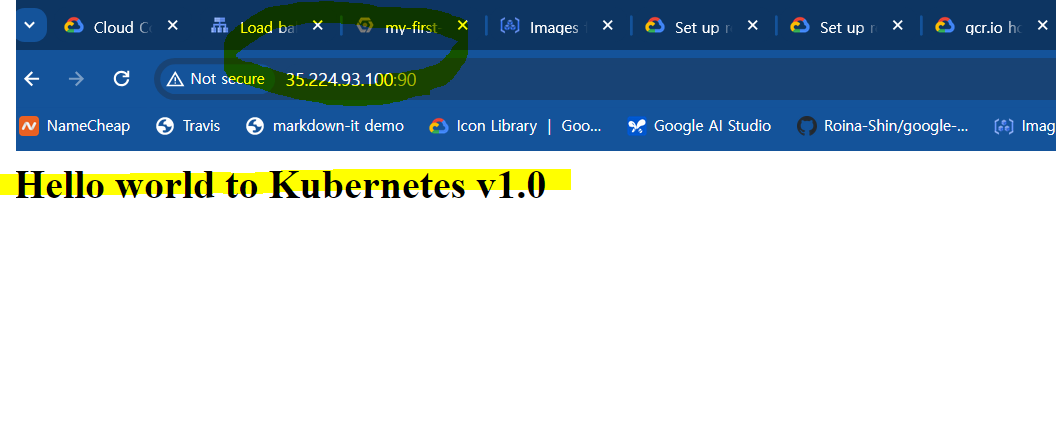 Cloud C
Load ba
my-first-
Images
Set up r
Set up r
gcr.io ho
Not secure
35.224.93.100:90
NameCheap
Travis
markdown-it demo
Icon Library | Goo...
Google AI Studio
Roina-Shin/google-...
Imag
Hello world to Kubernetes v1.0